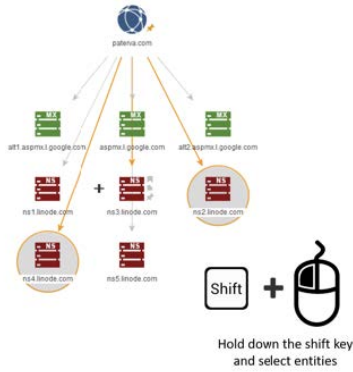 paterva.com
MX MX MX
alt1.aspmx.l.google.com aspmx.l.google.com alt2.aspmx.l.google.com
NS NS NS
ns1.linode.com ns3.linode.com ns2.linode.com
NS NS
ns4.linode.com ns5.linode.com
Shift +
Hold down the shift key
and select entities